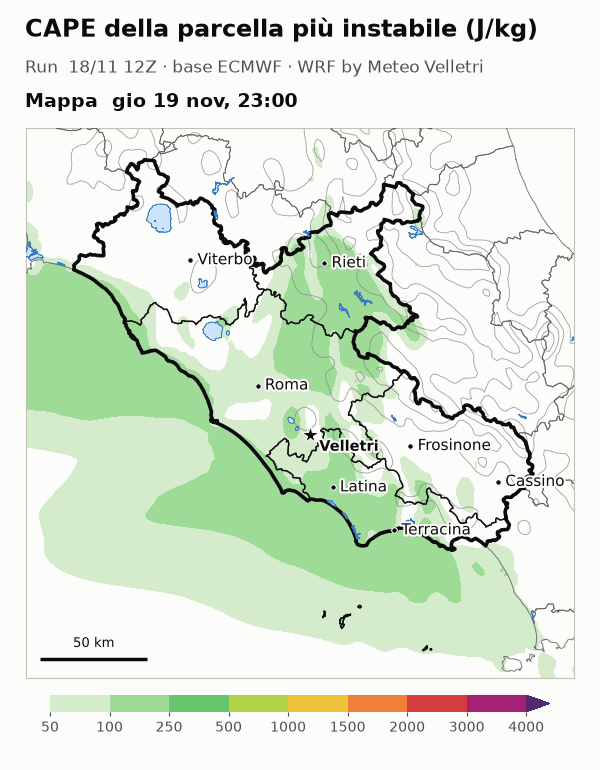 CAPE della parcella più instabile (J/kg)
Run 18/11 12Z · base ECMWF · WRF by Meteo Velletri
Mappa gio 19 nov, 23:00
Viterbo
Rieti
Roma
Velletri
Frosinone
Latina
Cassino
Terracina
50 km
50 100 250 500 1000 1500 2000 3000 4000